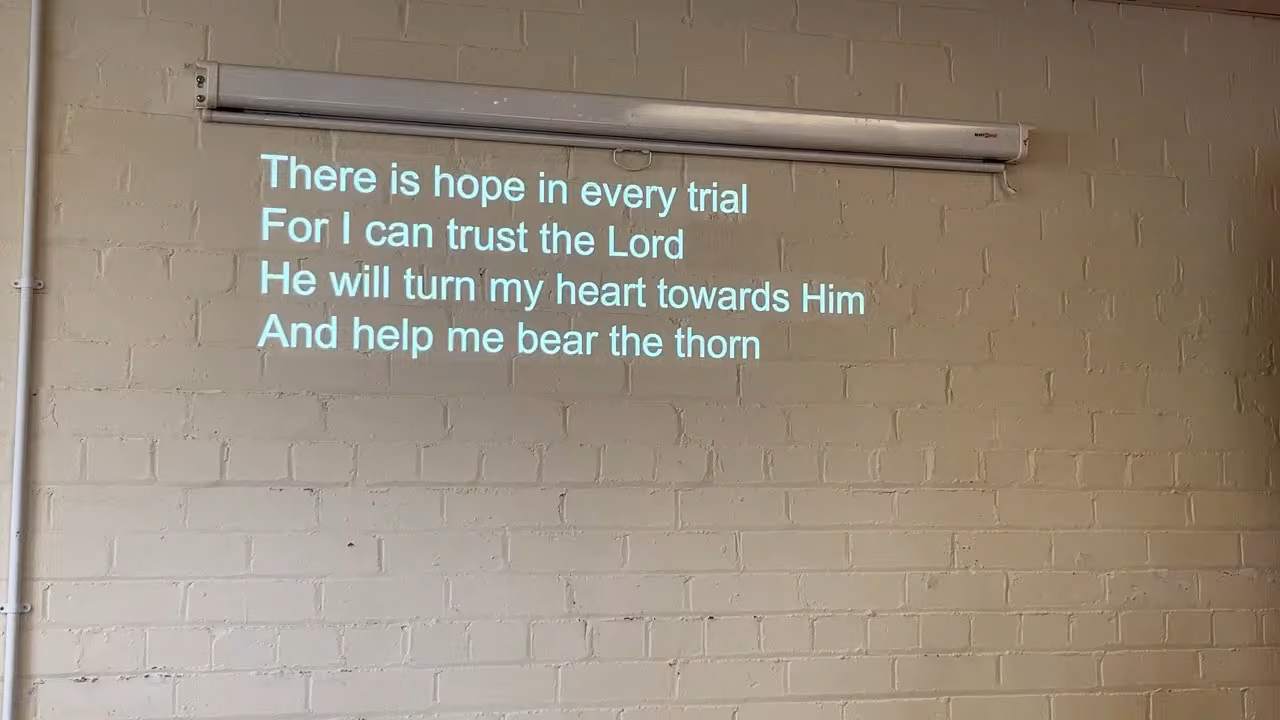 There is hope in every trial
For I can trust the Lord
He will turn my heart towards Him
And help me bear the thorn